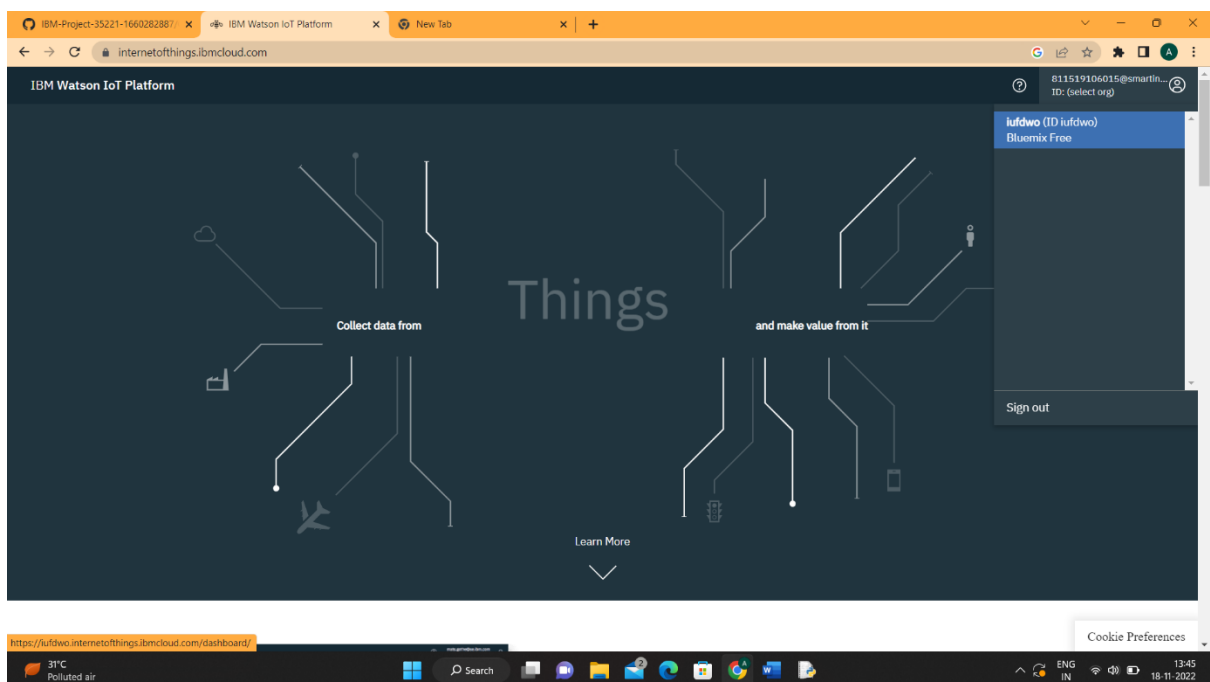 IBM-Project-35221-1660282887/
IBM Watson IoT Platform
New Tab
internetofthings.ibmcloud.com
IBM Watson IoT Platform
811519106015@smartin...
ID: (select org)
iufdwo (ID iufdwo)
Bluemix Free
Things
Collect data from
and make value from it
Sign out
Learn More
Cookie Preferences
https://iufdwo.internetofthings.ibmcloud.com/dashboard/
31°C
Polluted air
Search
2
ENG
IN
13:45
18-11-2022